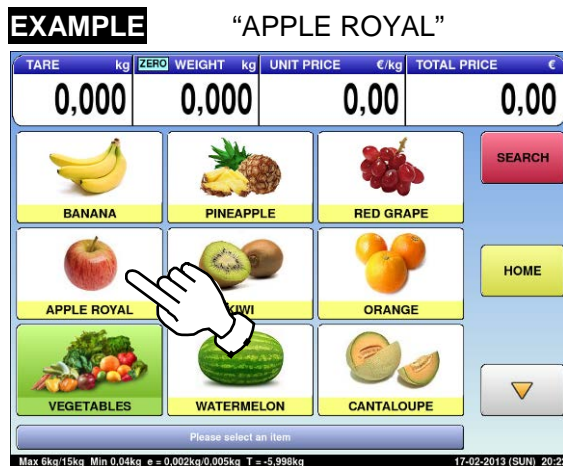 EXAMPLE “APPLE ROYAL”
TARE kg ZERO WEIGHT kg UNIT PRICE €/kg TOTAL PRICE €
0,000 0,000 0,00 0,00
SEARCH
BANANA PINEAPPLE RED GRAPE
HOME
APPLE ROYAL KIWI ORANGE
VEGETABLES WATERMELON CANTALOUPE
Please select an item
Max 6kg/15kg Min 0,04kg e = 0,002kg/0,005kg T = -5,998kg 17-02-2013 (SUN)